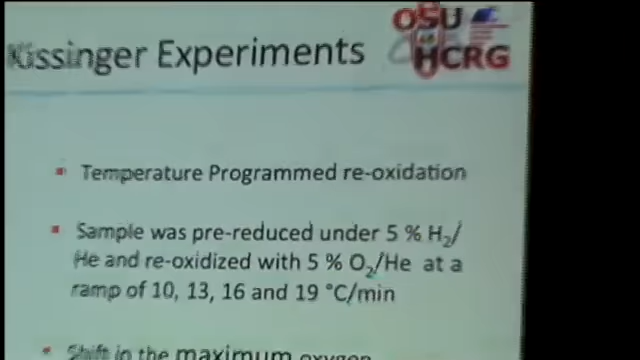 Kissinger Experiments
OSU
HCRG
Temperature Programmed re-oxidation
Sample was pre-reduced under 5 % H₂/
He and re-oxidized with 5 % O₂/He at a
ramp of 10, 13, 16 and 19 °C/min
Shift in the maximum oxygen